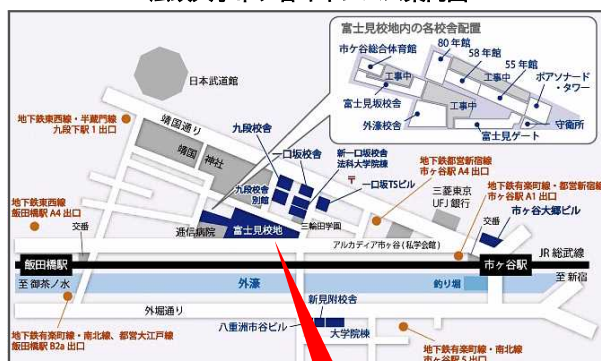 富士見校地内の各校舎配置
80 年館
市ケ谷総合体育館
58 年館
工事中
55 年館
工事中
工事中
ボアソナード
・タワー
富士見坂校舎
外濠校舎
富士見ゲート
守衛所
日本武道館
地下鉄東西線・半蔵門線
九段下駅 1 出口
靖国通り
靖国 神社
九段校舎
一口坂校舎
新一口坂校舎
法科大学院棟
地下鉄都営新宿線
市ヶ谷駅 A4 出口
九段校舎
別館
一口坂TSビル
三菱東京
UFJ 銀行
地下鉄有楽町線・都営新宿線
市ヶ谷駅 A1 出口
地下鉄東西線
飯田橋駅 A4 出口
三輪田学園
交番
市ケ谷大郷ビル
交番
逓信病院
富士見校地
アルカディア市ヶ谷 (私学会館)
JR 総武線
飯田橋駅
市ヶ谷駅
至 御茶ノ水
外濠
釣り堀
至 新宿
外堀通り
新見附校舎
地下鉄有楽町線・南北線、都営大江戸線
飯田橋駅 B2a 出口
八重洲市谷ビル
大学院棟
地下鉄有楽町線・南北線
市ヶ谷駅 5 出口